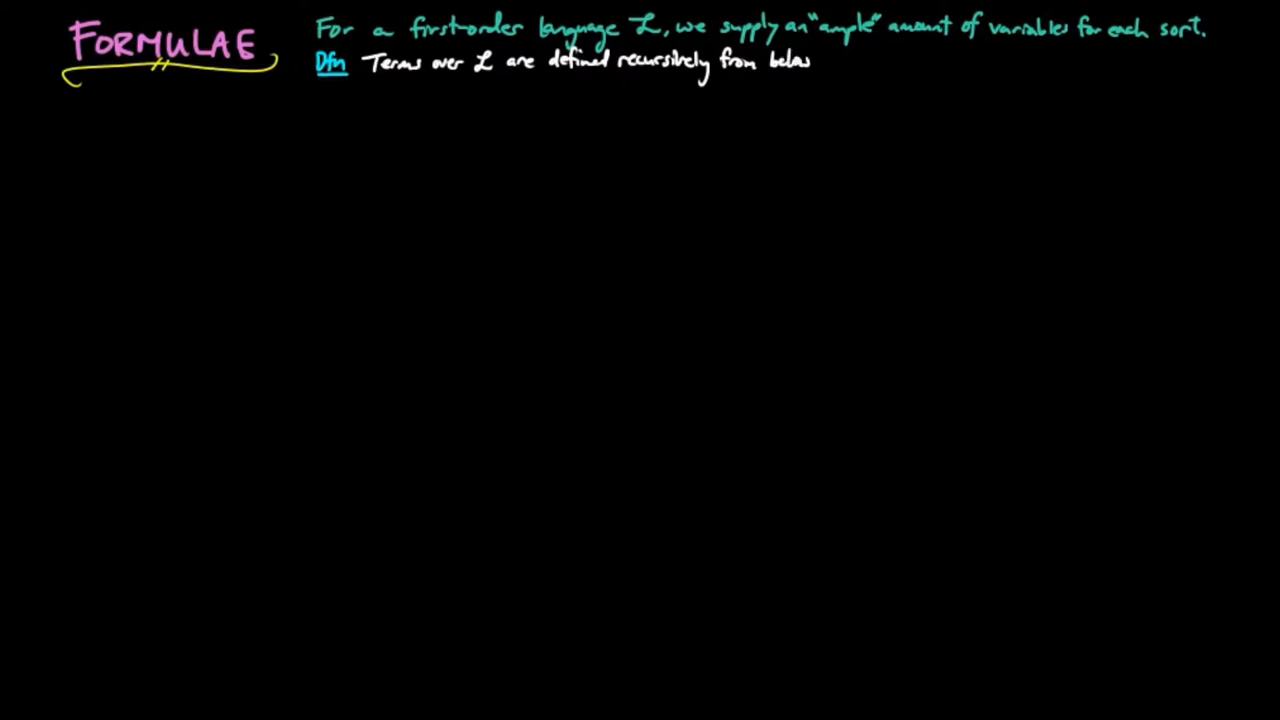 FORMULAE
For a first-order language L, we supply an "ample" amount of variables for each sort.
Dfn Terms over L are defined recursively from below